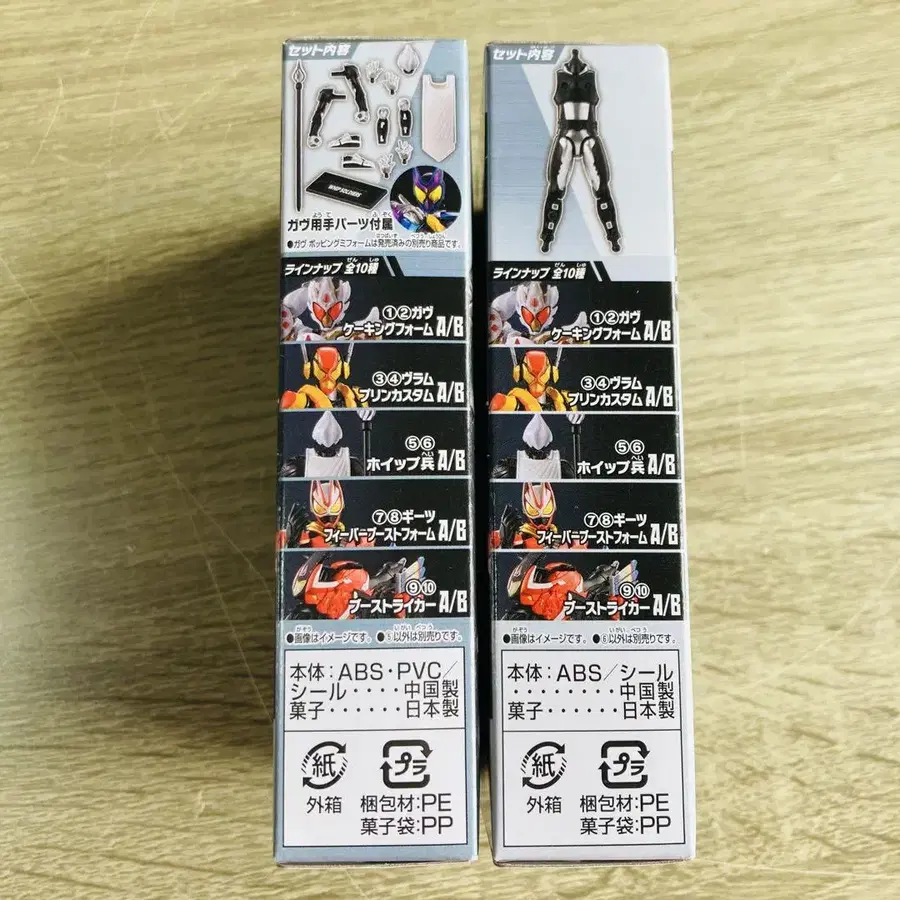 セット内容
WHIP SOLDIERS
ガヴ用手パーツ付属
●ガヴ ポッピングミフォームは発売済みの別売り商品です。
ラインナップ 全10種
①②ガヴ
ケーキングフォーム A/B
③④ヴラム
プリンカスタム A/B
⑤⑥
ホイップ兵 A/B
⑦⑧ギーツ
フィーバーブーストフォーム A/B
⑨⑩
ブーストライカー A/B
●画像はイメージです。 ●⑤以外は別売りです。
本体：ABS・PVC／
シール・・・・中国製
菓子・・・・・・日本製
紙
プラ
外箱
梱包材:PE
菓子袋:PP
セット内容
ラインナップ 全10種
①②ガヴ
ケーキングフォーム A/B
③④ヴラム
プリンカスタム A/B
⑤⑥
ホイップ兵 A/B
⑦⑧ギーツ
フィーバーブーストフォーム A/B
⑨⑩
ブーストライカー A/B
●画像はイメージです。 ●⑥以外は別売りです。
本体：ABS／シール
・・・・・・・・中国製
菓子・・・・・・日本製
紙
プラ
外箱
梱包材:PE
菓子袋:PP